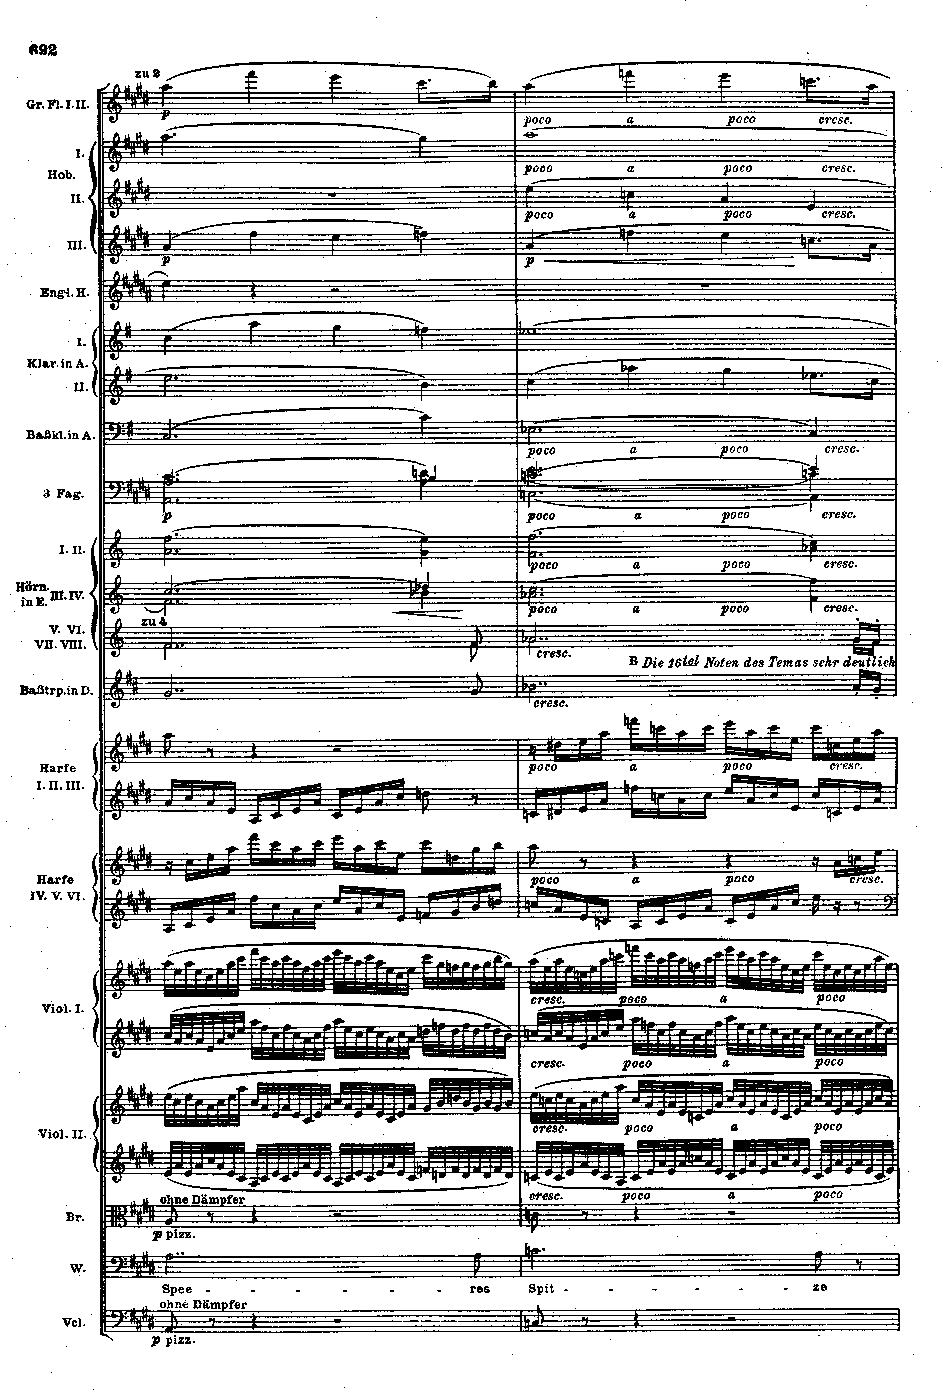 692
zu 2
Gr. Fl. I. II.
p
poco a poco cresc.
I.
Hob.
poco a poco cresc.
II.
poco a poco cresc.
III.
p
p
Engl. H.
I.
Klar. in A.
II.
Baßkl. in A.
poco a poco cresc.
3 Fag.
p
poco a poco cresc.
I. II.
poco a poco cresc.
Hörn. in E.
III. IV.
poco a poco cresc.
zu 4
V. VI.
VII. VIII.
cresc.
B Die 16tel Noten des Temas sehr deutlich
Baßtrp. in D.
cresc.
Harfe
I. II. III.
poco a poco cresc.
Harfe
IV. V. VI.
poco a poco cresc.
Viol. I.
cresc. poco a poco
cresc. poco a poco
Viol. II.
cresc. poco a poco
cresc. poco a poco
ohne Dämpfer
Br.
p pizz.
W.
Spee - - - - - - res Spit - - - - - - ze
ohne Dämpfer
Vcl.
p pizz.